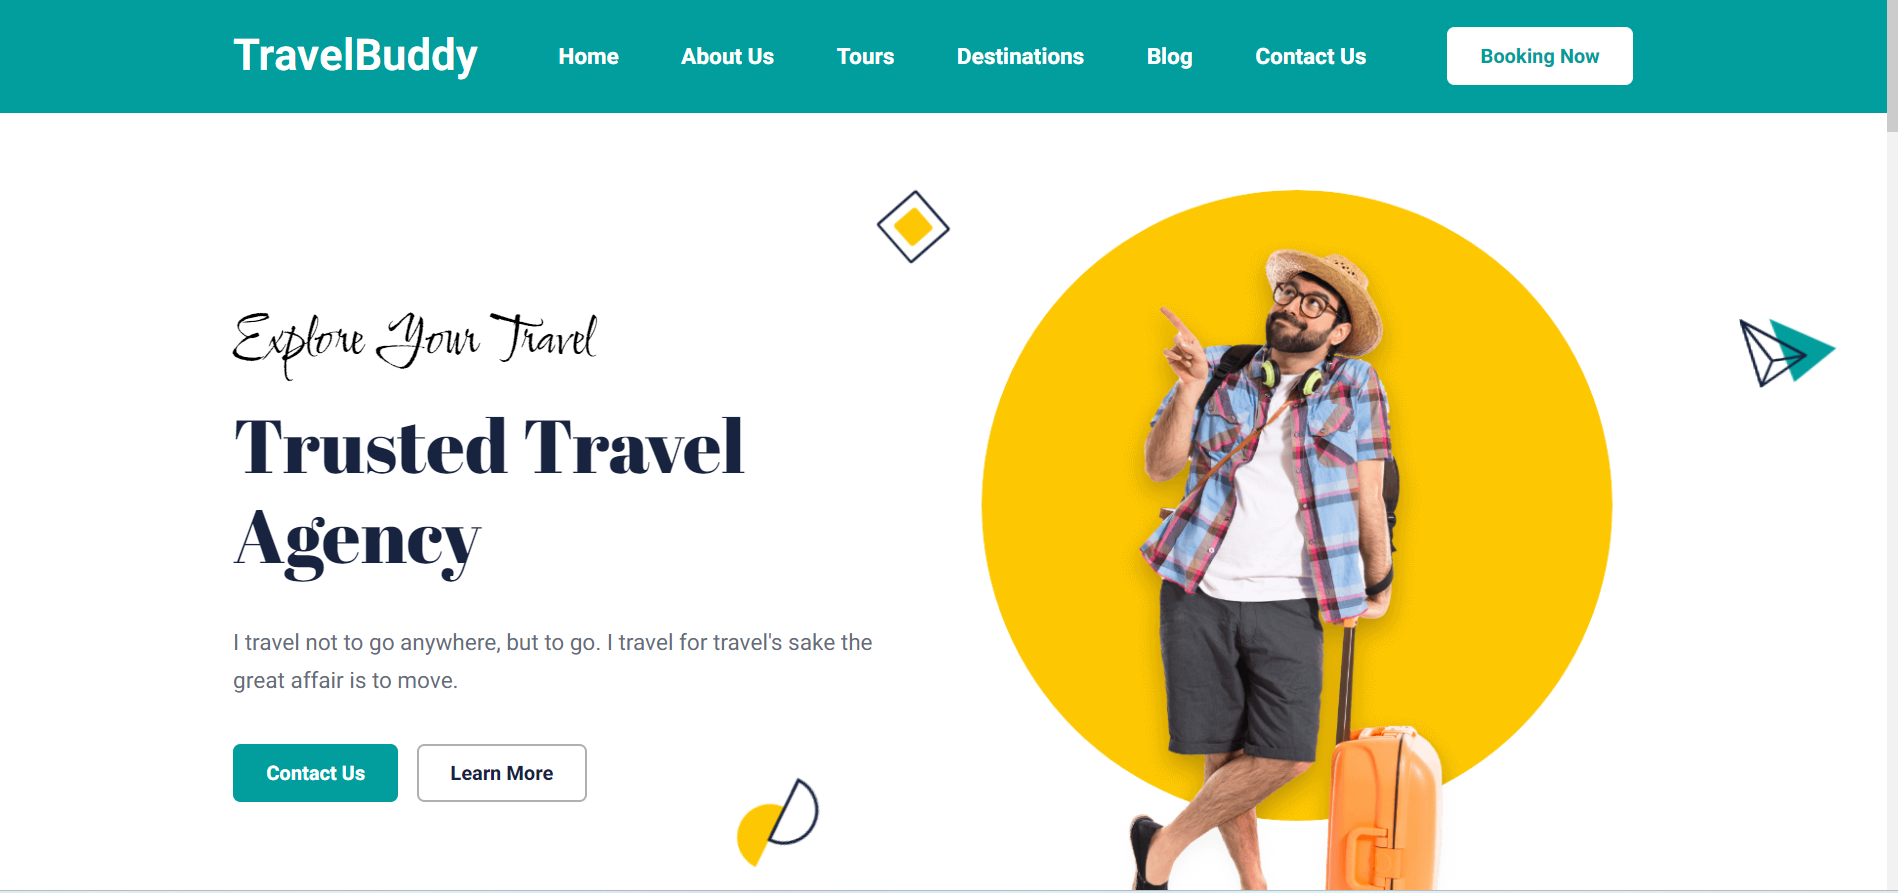 TravelBuddy
Home
About Us
Tours
Destinations
Blog
Contact Us
Booking Now
Explore Your Travel
Trusted Travel
Agency
I travel not to go anywhere, but to go. I travel for travel's sake the
great affair is to move.
Contact Us
Learn More